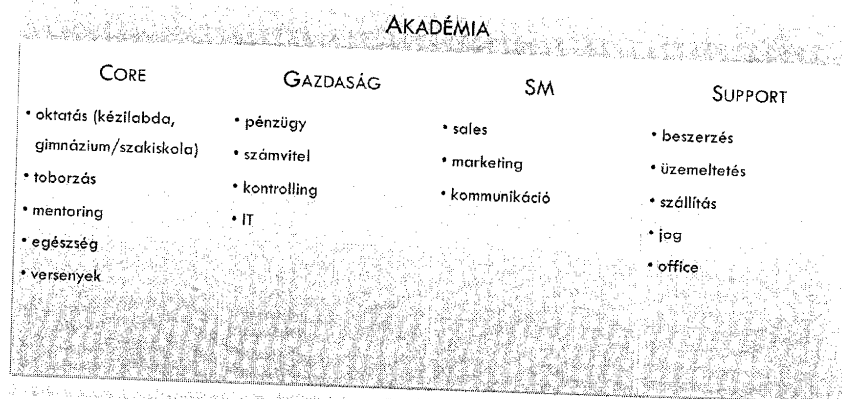 AKADÉMIA
CORE
• oktatás (kézilabda,
gimnázium/szakiskola)
• toborzás
• mentoring
• egészség
• versenyek
GAZDASÁG
• pénzügy
• számvitel
• kontrolling
• IT
SM
• sales
• marketing
• kommunikáció
SUPPORT
• beszerzés
• üzemeltetés
• szállítás
• jog
• office